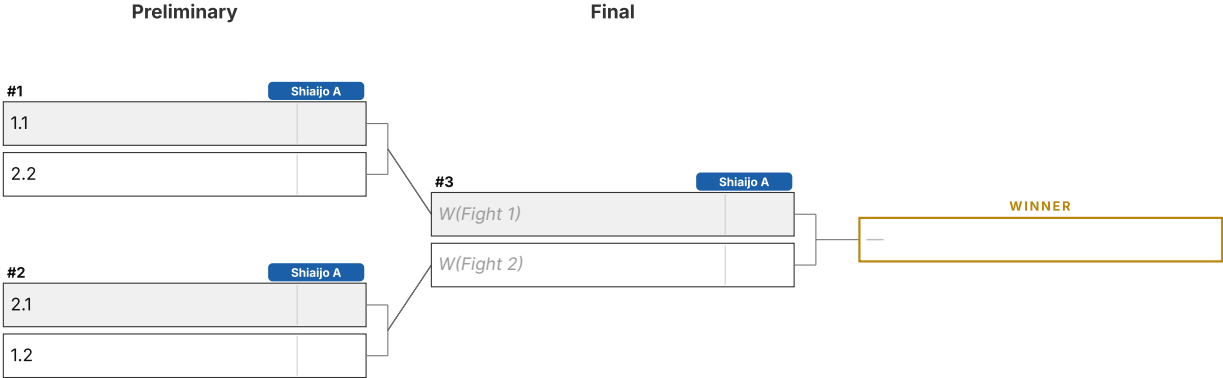 Preliminary
Final
#1
Shiaijo A
1.1
2.2
#3
Shiaijo A
W(Fight 1)
W(Fight 2)
WINNER
—
#2
Shiaijo A
2.1
1.2